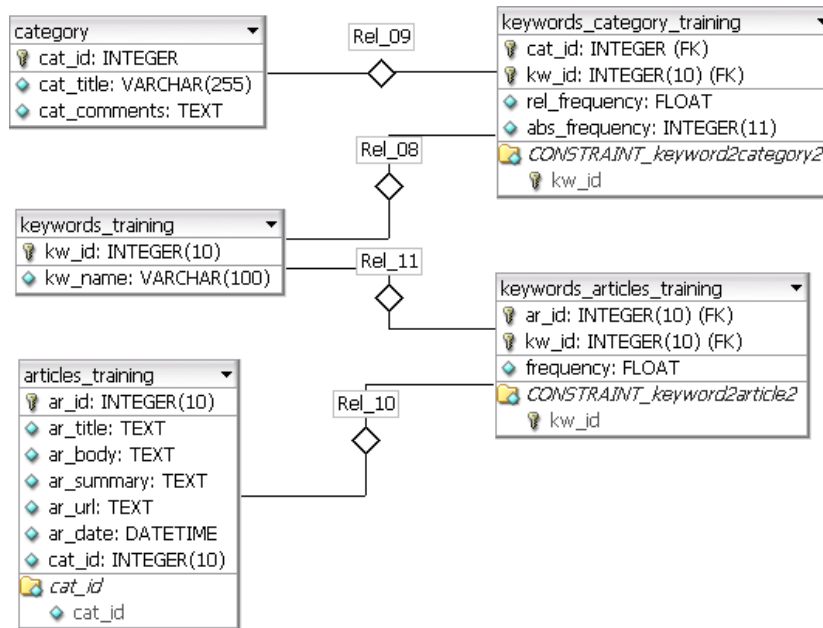 category
cat_id: INTEGER
cat_title: VARCHAR(255)
cat_comments: TEXT
Rel_09
keywords_category_training
cat_id: INTEGER (FK)
kw_id: INTEGER(10) (FK)
rel_frequency: FLOAT
abs_frequency: INTEGER(11)
CONSTRAINT_keyword2category2
kw_id
Rel_08
keywords_training
kw_id: INTEGER(10)
kw_name: VARCHAR(100)
Rel_11
keywords_articles_training
ar_id: INTEGER(10) (FK)
kw_id: INTEGER(10) (FK)
frequency: FLOAT
CONSTRAINT_keyword2article2
kw_id
articles_training
ar_id: INTEGER(10)
ar_title: TEXT
ar_body: TEXT
ar_summary: TEXT
ar_url: TEXT
ar_date: DATETIME
cat_id: INTEGER(10)
cat_id
cat_id
Rel_10